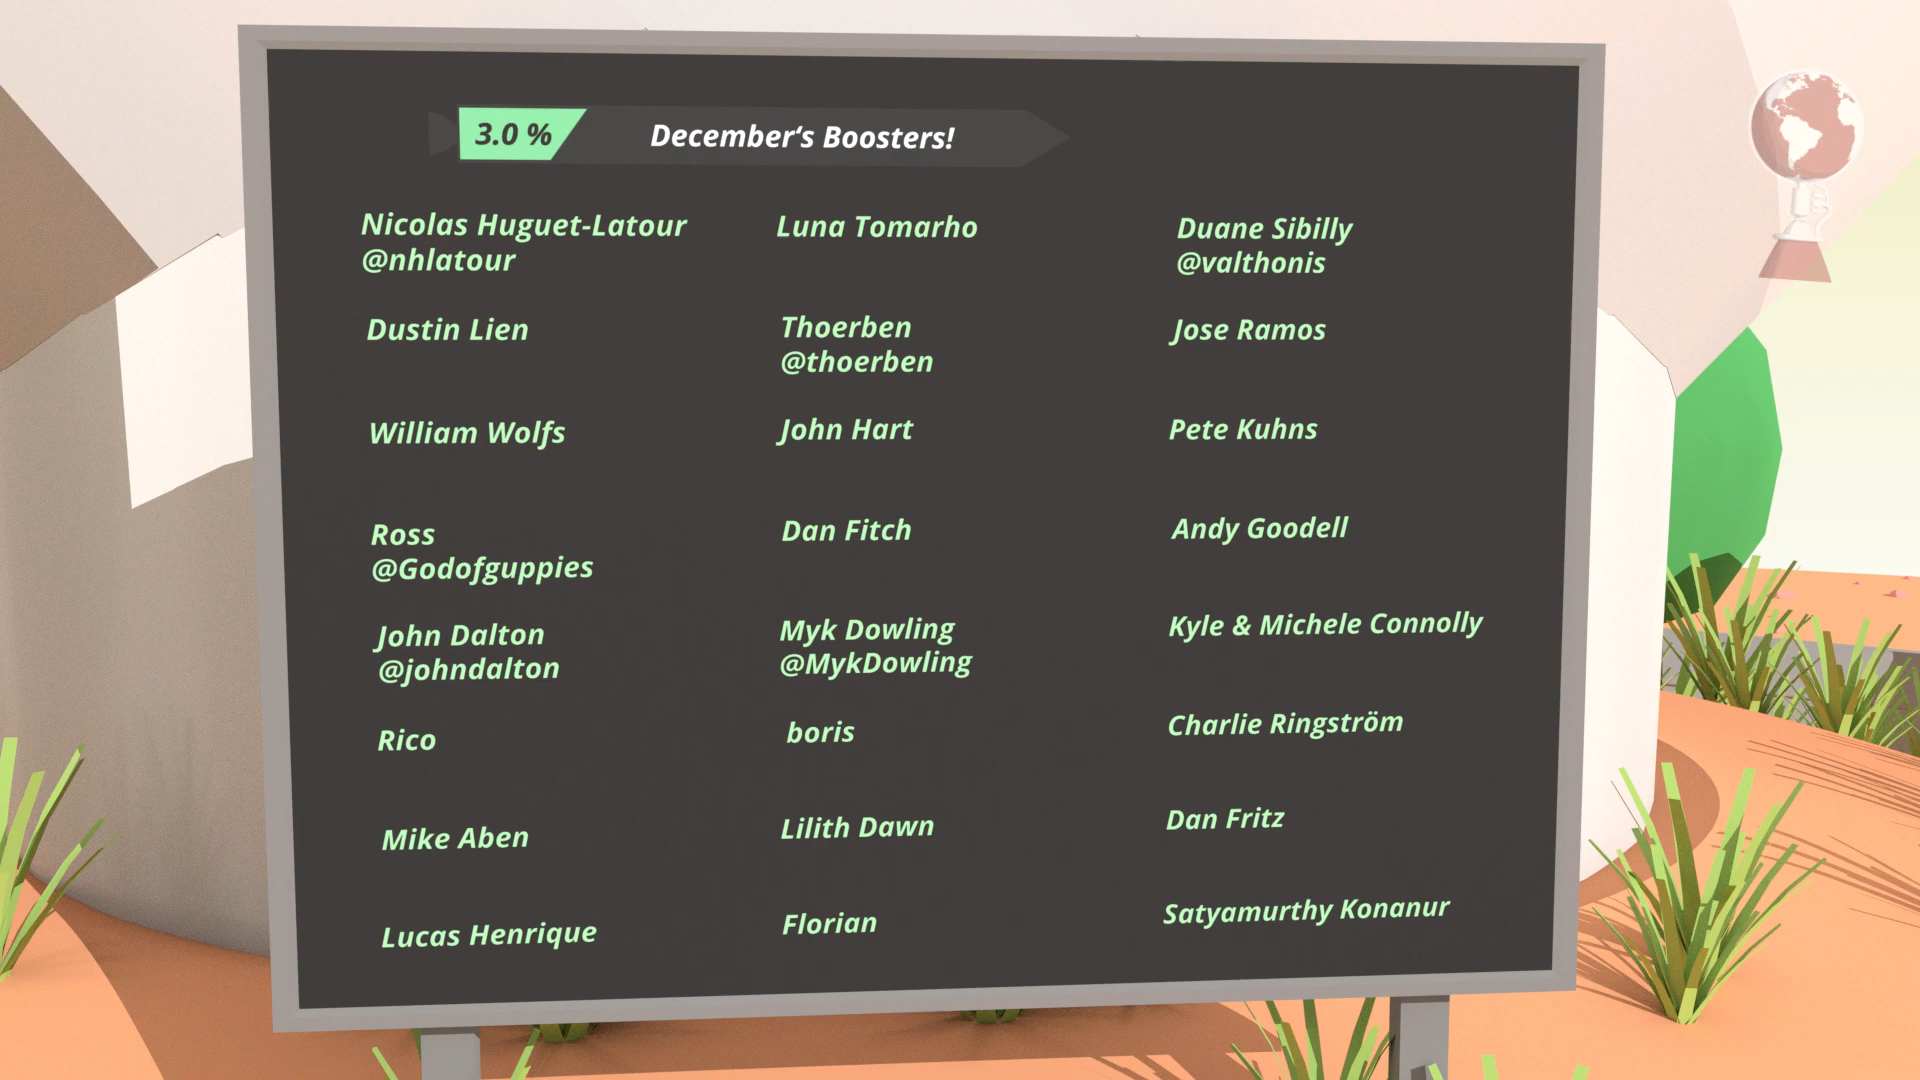 3.0 %
December‘s Boosters!
Nicolas Huguet-Latour
@nhlatour
Luna Tomarho
Duane Sibilly
@valthonis
Dustin Lien
Thoerben
@thoerben
Jose Ramos
William Wolfs
John Hart
Pete Kuhns
Ross
@Godofguppies
Dan Fitch
Andy Goodell
John Dalton
@johndalton
Myk Dowling
@MykDowling
Kyle & Michele Connolly
Rico
boris
Charlie Ringström
Mike Aben
Lilith Dawn
Dan Fritz
Lucas Henrique
Florian
Satyamurthy Konanur